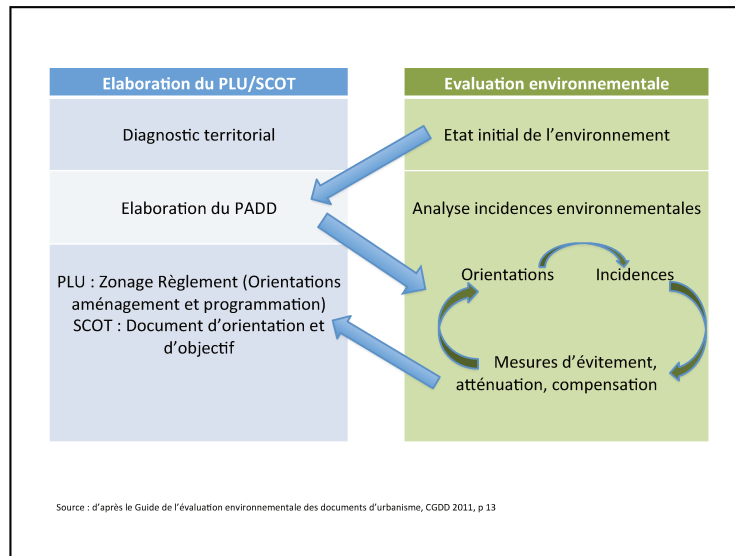 Elaboration du PLU/SCOT
Evaluation environnementale
Diagnostic territorial
Etat initial de l'environnement
Elaboration du PADD
Analyse incidences environnementales
PLU : Zonage Règlement (Orientations
aménagement et programmation)
SCOT : Document d'orientation et
d'objectif
Orientations
Incidences
Mesures d'évitement,
atténuation, compensation
Source : d'après le Guide de l'évaluation environnementale des documents d'urbanisme, CGDD 2011, p 13